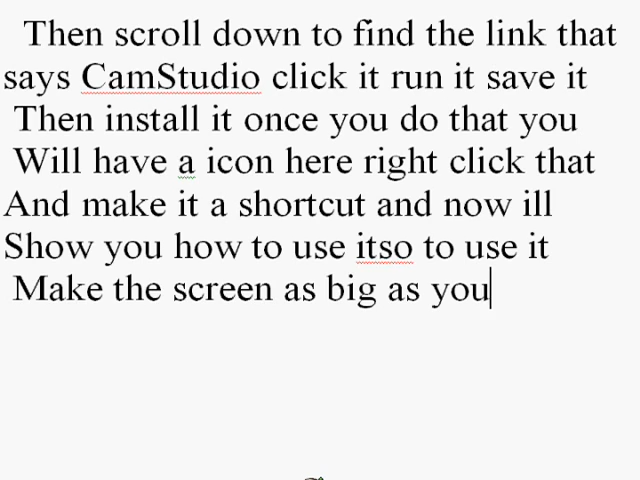 Then scroll down to find the link that
says CamStudio click it run it save it
Then install it once you do that you
Will have a icon here right click that
And make it a shortcut and now ill
Show you how to use itso to use it
Make the screen as big as you